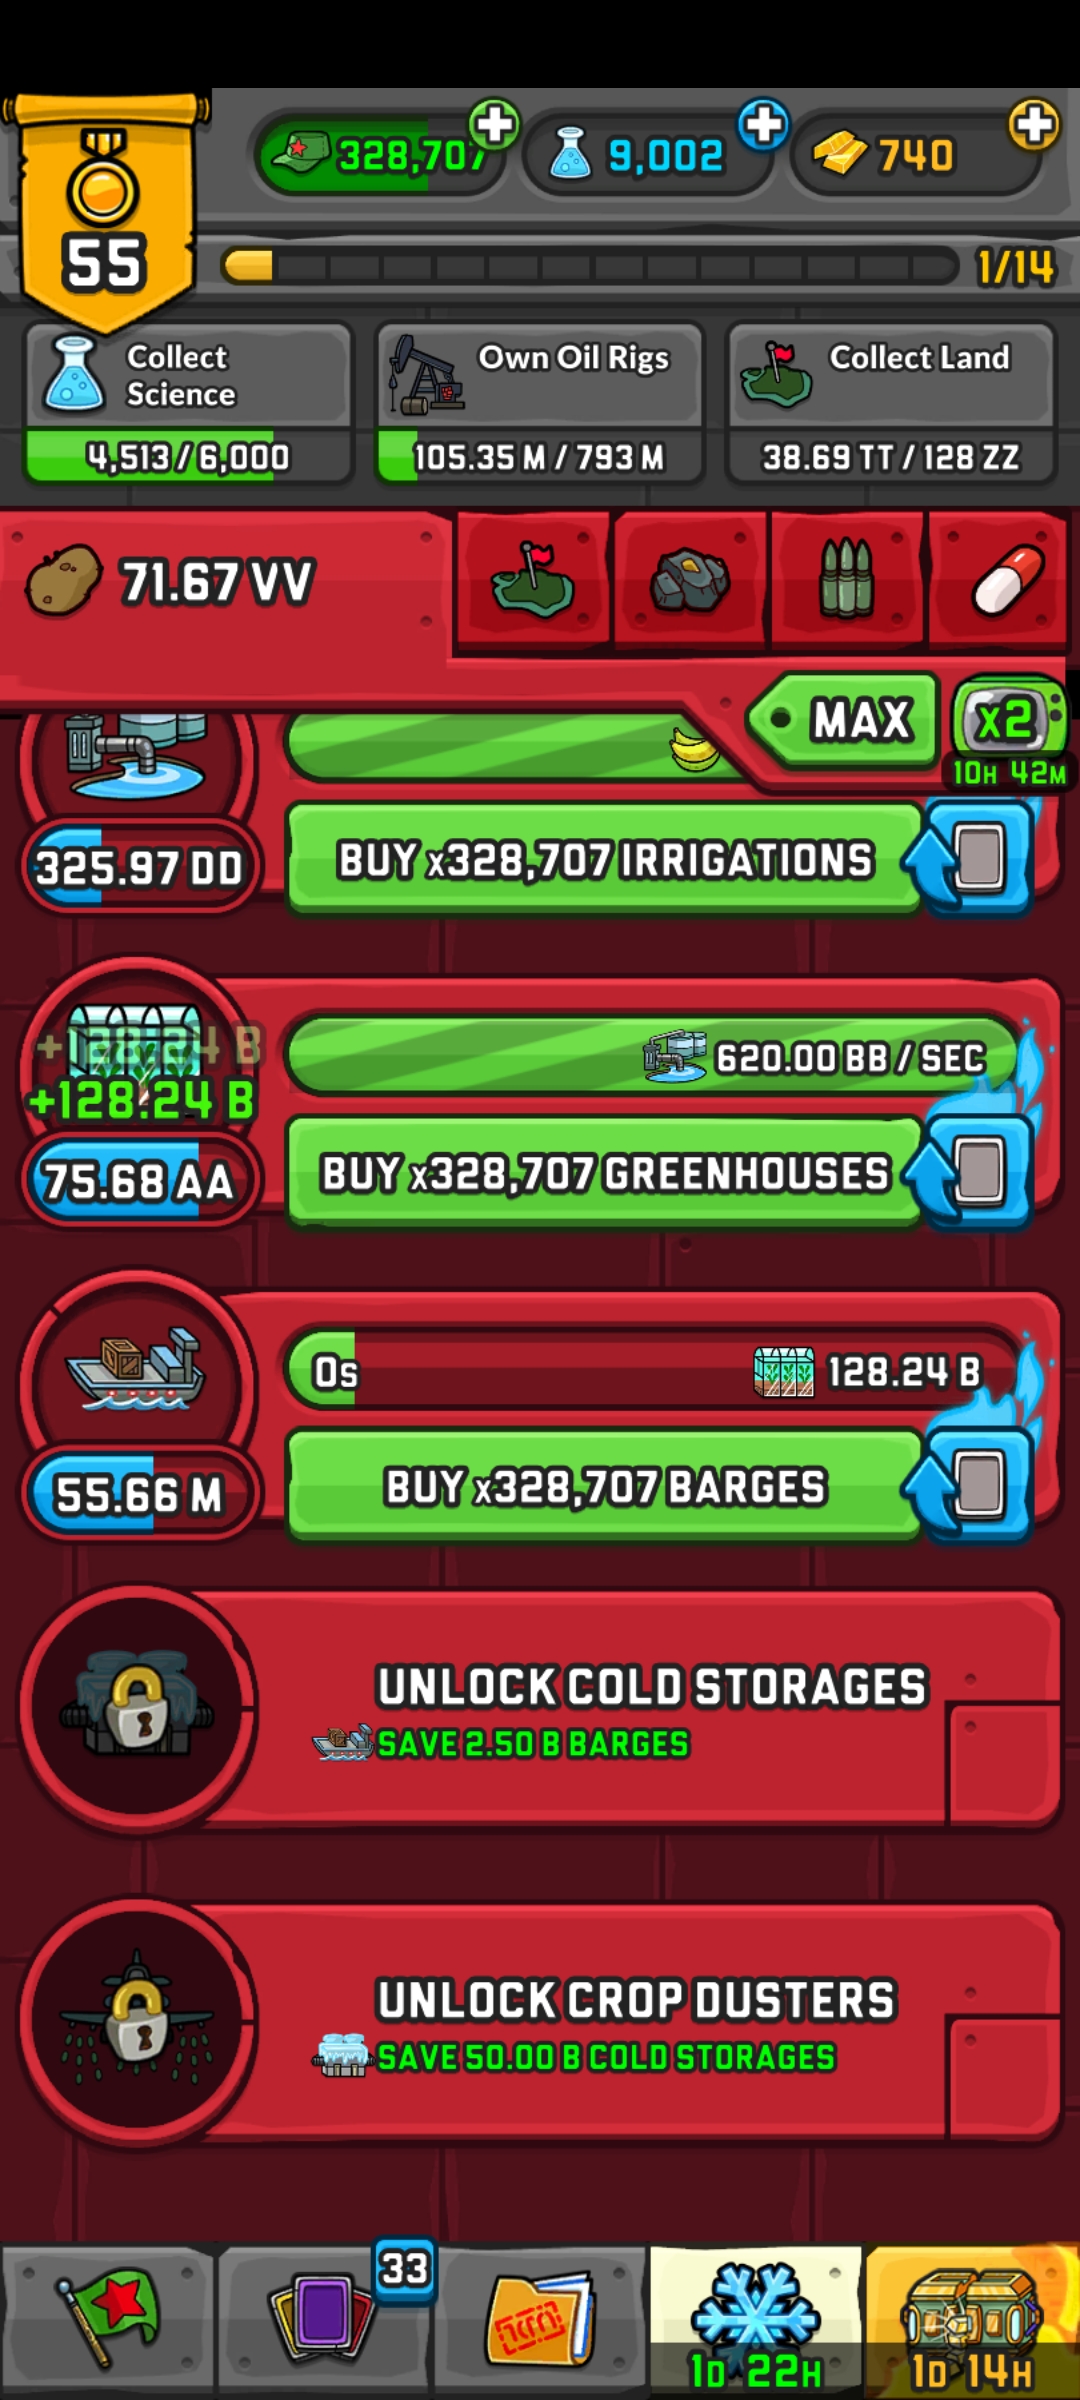 328,707
9,002
740
55
1/14
Collect Science
4,513 / 6,000
Own Oil Rigs
105.35 M / 793 M
Collect Land
38.69 TT / 128 ZZ
71.67 VV
MAX
x2
10H 42M
325.97 DD
BUY x328,707 IRRIGATIONS
+128.24 B
+128.24 B
620.00 BB / SEC
75.68 AA
BUY x328,707 GREENHOUSES
0s
128.24 B
55.66 M
BUY x328,707 BARGES
UNLOCK COLD STORAGES
SAVE 2.50 B BARGES
UNLOCK CROP DUSTERS
SAVE 50.00 B COLD STORAGES
33
1D 22H
1D 14H